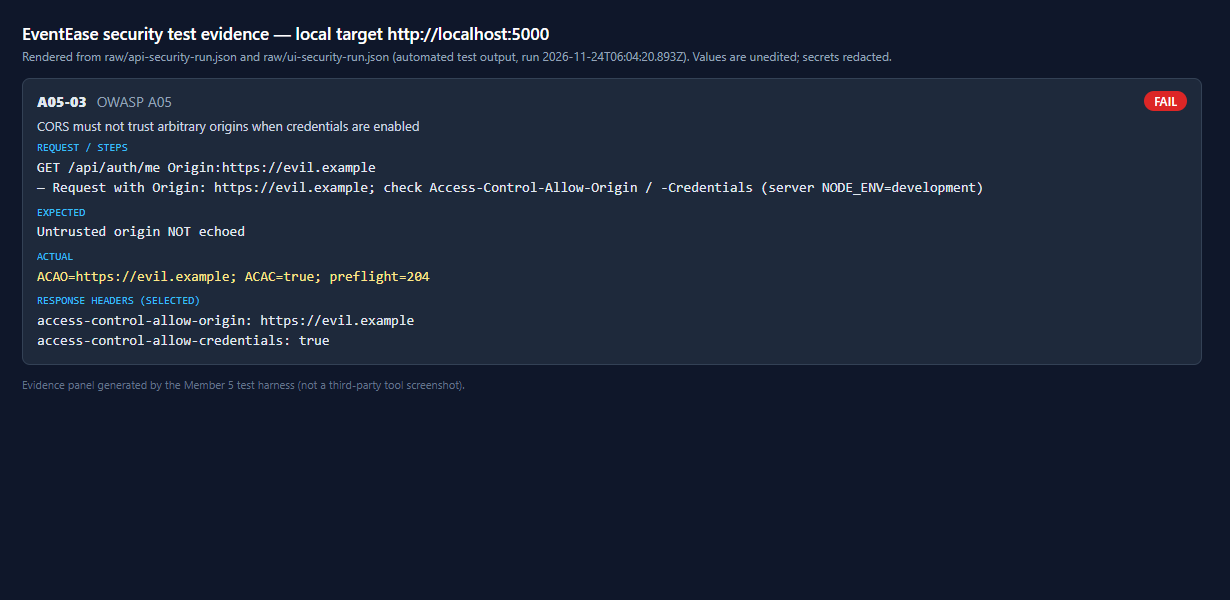 EventEase security test evidence — local target http://localhost:5000
Rendered from raw/api-security-run.json and raw/ui-security-run.json (automated test output, run 2026-11-24T06:04:20.893Z). Values are unedited; secrets redacted.
A05-03 OWASP A05 FAIL
CORS must not trust arbitrary origins when credentials are enabled
REQUEST / STEPS
GET /api/auth/me Origin:https://evil.example
— Request with Origin: https://evil.example; check Access-Control-Allow-Origin / -Credentials (server NODE_ENV=development)
EXPECTED
Untrusted origin NOT echoed
ACTUAL
ACAO=https://evil.example; ACAC=true; preflight=204
RESPONSE HEADERS (SELECTED)
access-control-allow-origin: https://evil.example
access-control-allow-credentials: true
Evidence panel generated by the Member 5 test harness (not a third-party tool screenshot).